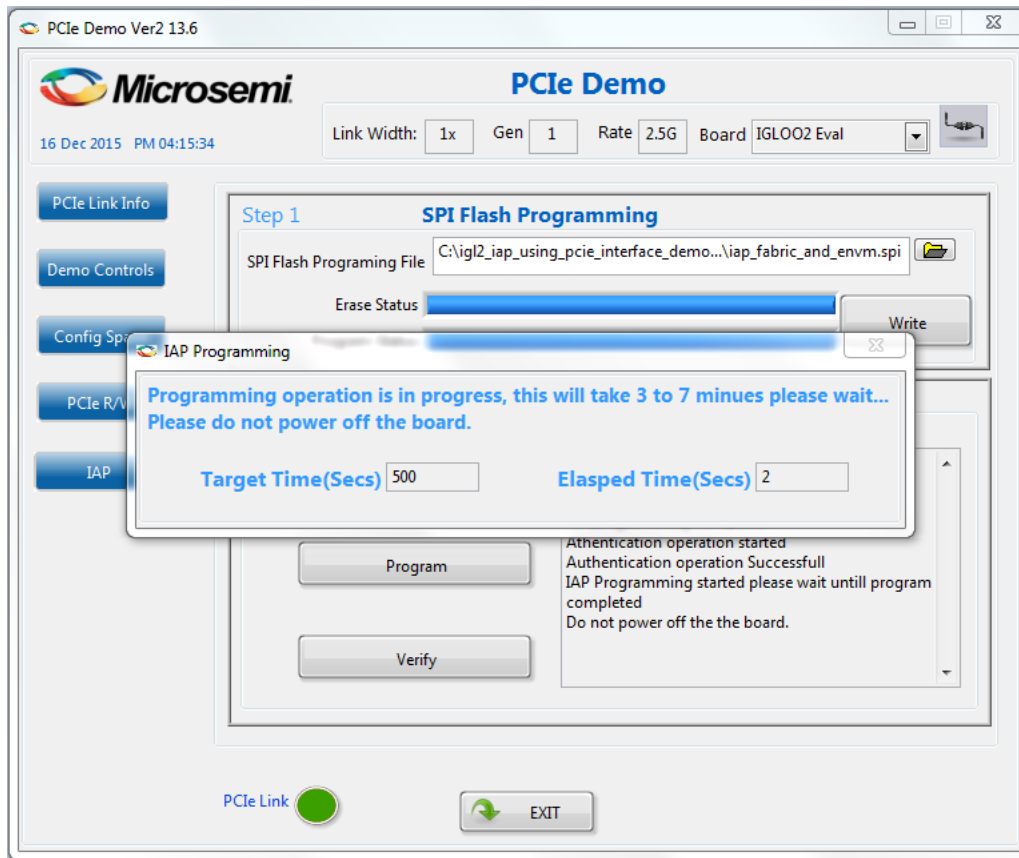 PCIe Demo Ver2 13.6
Microsemi
PCIe Demo
16 Dec 2015 PM 04:15:34
Link Width: 1x Gen 1 Rate 2.5G Board IGLOO2 Eval
PCIe Link Info
Demo Controls
Config Spa
PCIe R/W
IAP
Step 1 SPI Flash Programming
SPI Flash Programing File C:\igl2_iap_using_pcie_interface_demo...\iap_fabric_and_envm.spi
Erase Status
Write
Program Status
IAP Programming
Programming operation is in progress, this will take 3 to 7 minues please wait...
Please do not power off the board.
Target Time(Secs) 500 Elasped Time(Secs) 2
Athentication operation started
Authentication operation Successfull
IAP Programming started please wait untill program
completed
Do not power off the the board.
Program
Verify
PCIe Link
EXIT